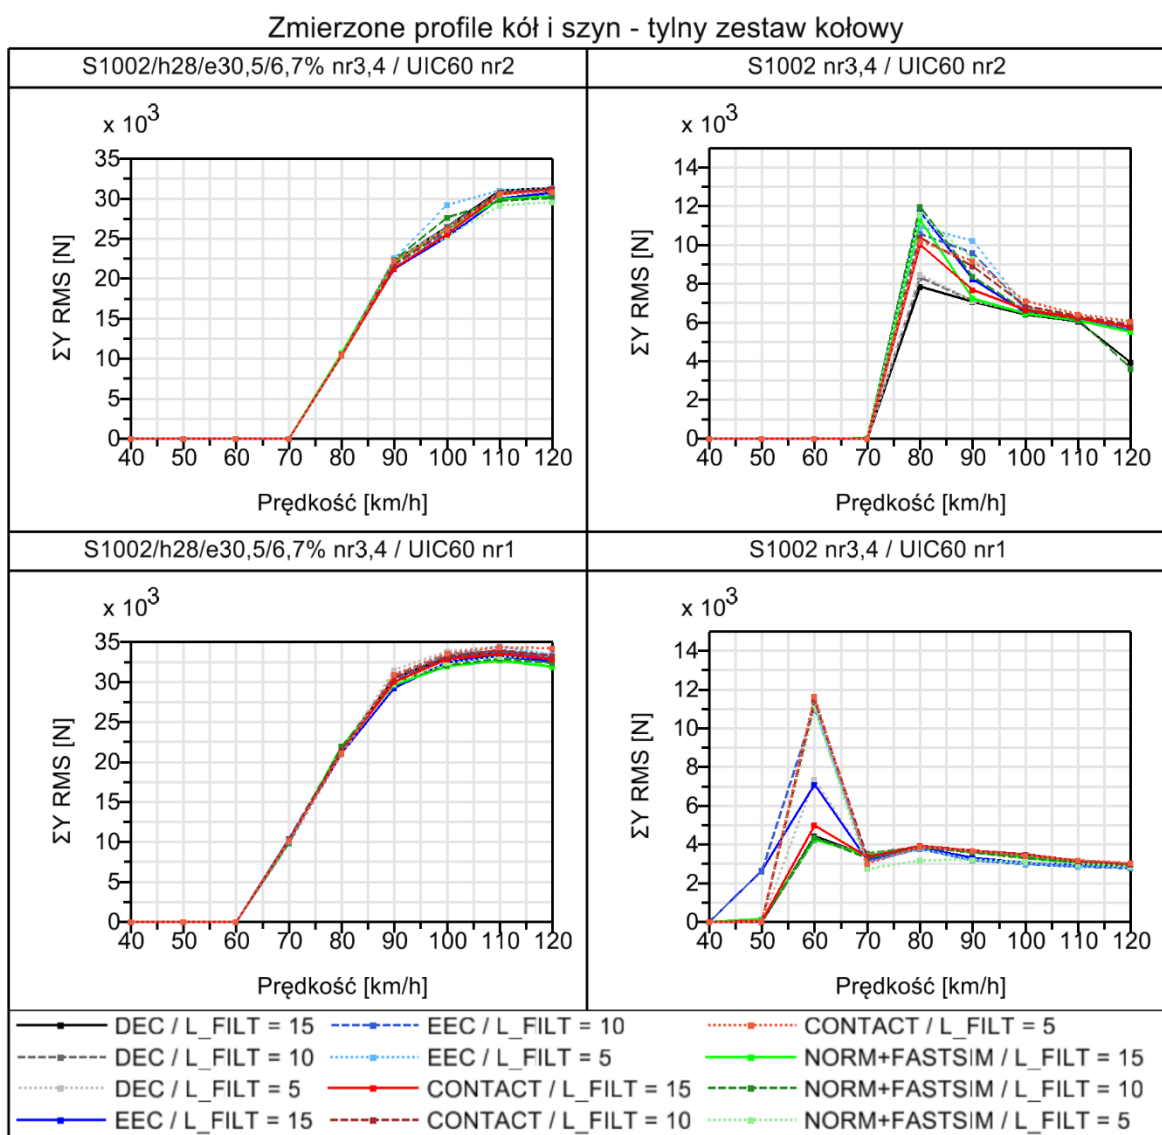 Zmierzone profile kół i szyn - tylny zestaw kołowy
S1002/h28/e30,5/6,7% nr3,4 / UIC60 nr2
S1002 nr3,4 / UIC60 nr2
x 10³
35
30
25
20
15
10
5
0
ΣY RMS [N]
40 50 60 70 80 90 100 110 120
Prędkość [km/h]
x 10³
14
12
10
8
6
4
2
0
ΣY RMS [N]
40 50 60 70 80 90 100 110 120
Prędkość [km/h]
S1002/h28/e30,5/6,7% nr3,4 / UIC60 nr1
S1002 nr3,4 / UIC60 nr1
x 10³
35
30
25
20
15
10
5
0
ΣY RMS [N]
40 50 60 70 80 90 100 110 120
Prędkość [km/h]
x 10³
14
12
10
8
6
4
2
0
ΣY RMS [N]
40 50 60 70 80 90 100 110 120
Prędkość [km/h]
DEC / L_FILT = 15
DEC / L_FILT = 10
DEC / L_FILT = 5
EEC / L_FILT = 15
EEC / L_FILT = 10
EEC / L_FILT = 5
CONTACT / L_FILT = 15
CONTACT / L_FILT = 10
CONTACT / L_FILT = 5
NORM+FASTSIM / L_FILT = 15
NORM+FASTSIM / L_FILT = 10
NORM+FASTSIM / L_FILT = 5